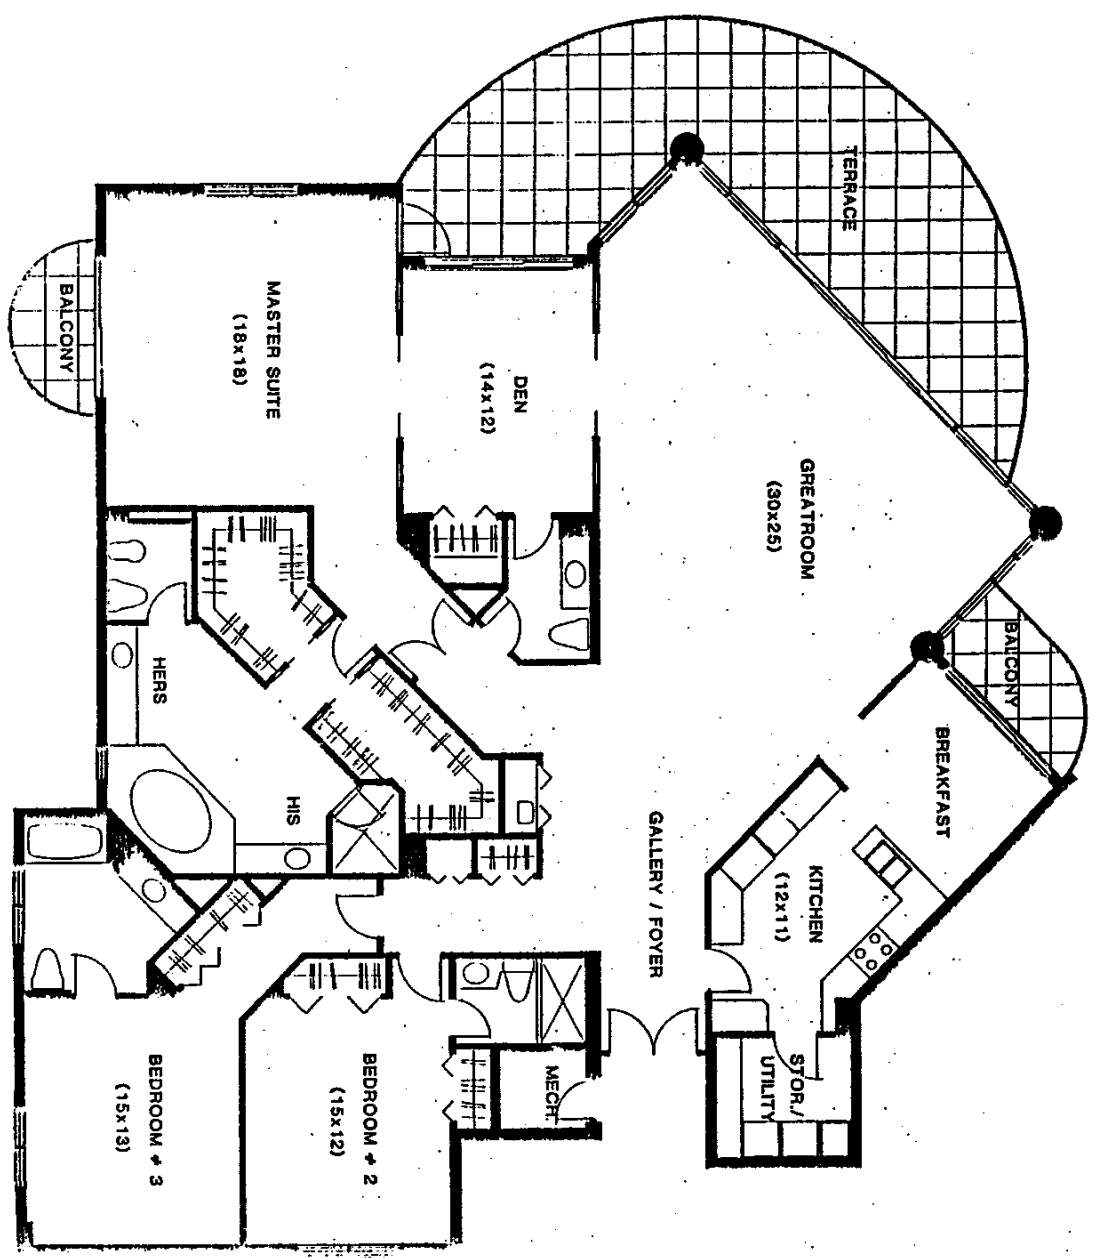 TERRACE
BALCONY
MASTER SUITE
(18x18)
DEN
(14x12)
GREATROOM
(30x25)
BALCONY
BREAKFAST
HERS
HIS
GALLERY / FOYER
KITCHEN
(12x11)
STOR./
UTILITY
MECH.
BEDROOM # 2
(15x12)
BEDROOM # 3
(15x13)